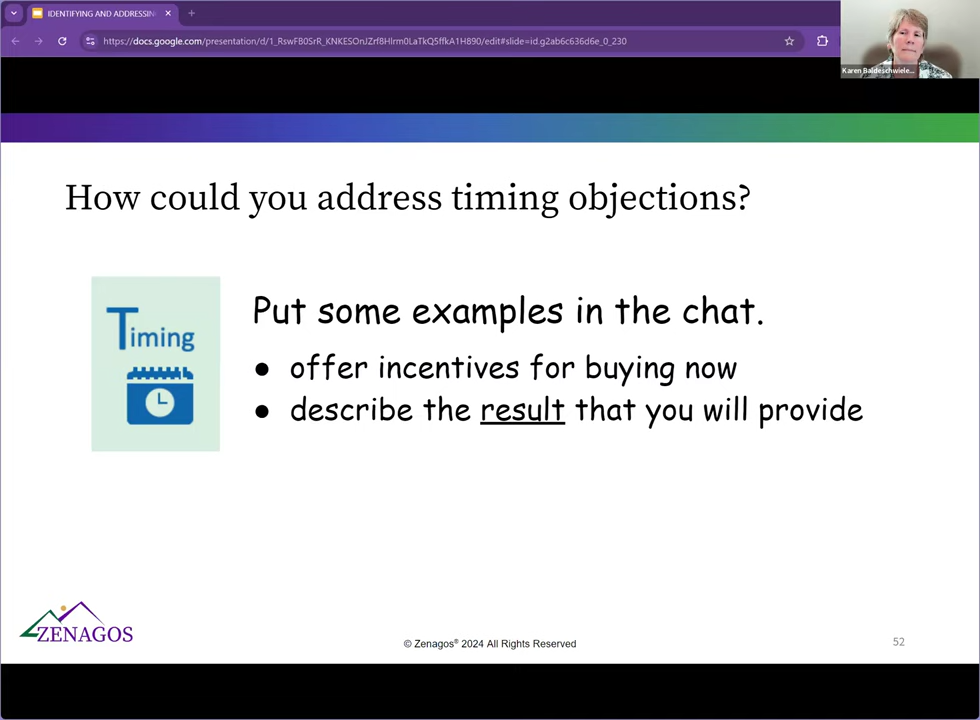 IDENTIFYING AND ADDRESSIN
https://docs.google.com/presentation/d/1_RswFB0SrR_KNKESOnJZrf8Hlrm0LaTkQ5ffkA1H890/edit#slide=id.g2ab6c636d6e_0_230
Karen Baldeschwiele...
How could you address timing objections?
Timing
Put some examples in the chat.
● offer incentives for buying now
● describe the result that you will provide
ZENAGOS
© Zenagos® 2024 All Rights Reserved
52